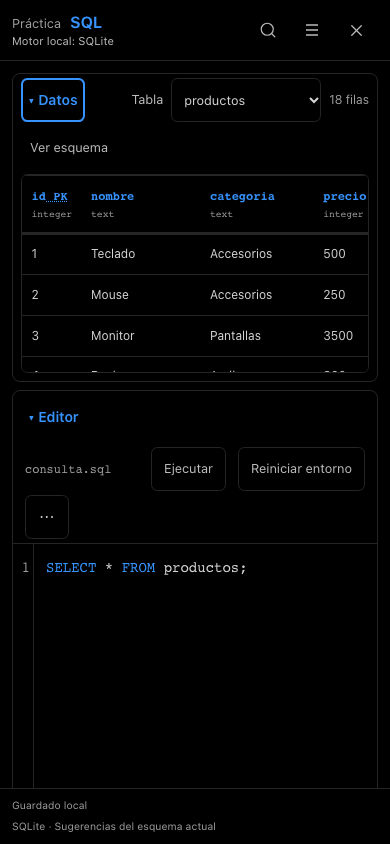 Práctica SQL
Motor local: SQLite
▾ Datos Tabla productos 18 filas
Ver esquema
id PK nombre categoria precio
integer text text integer
1 Teclado Accesorios 500
2 Mouse Accesorios 250
3 Monitor Pantallas 3500
▾ Editor
consulta.sql Ejecutar Reiniciar entorno
...
1 SELECT * FROM productos;
Guardado local
SQLite · Sugerencias del esquema actual